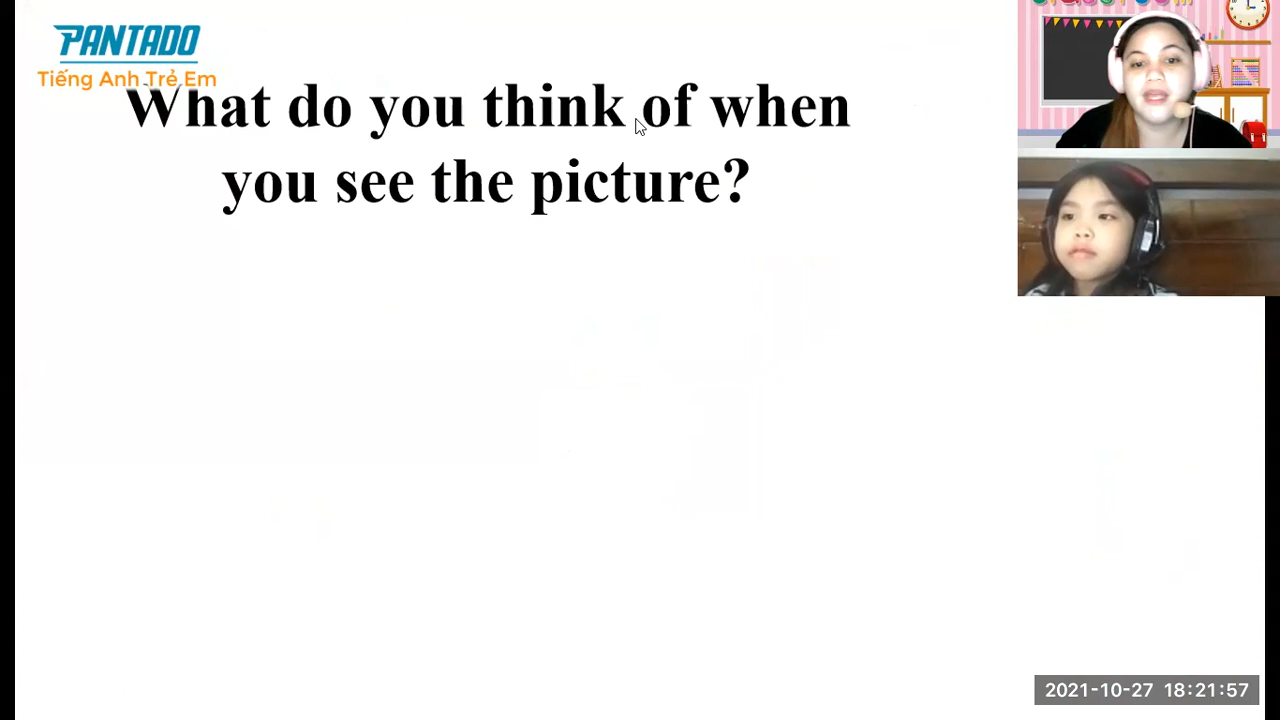 PANTADO
Tiếng Anh Trẻ Em
What do you think of when
you see the picture?
2021-10-27 18:21:57